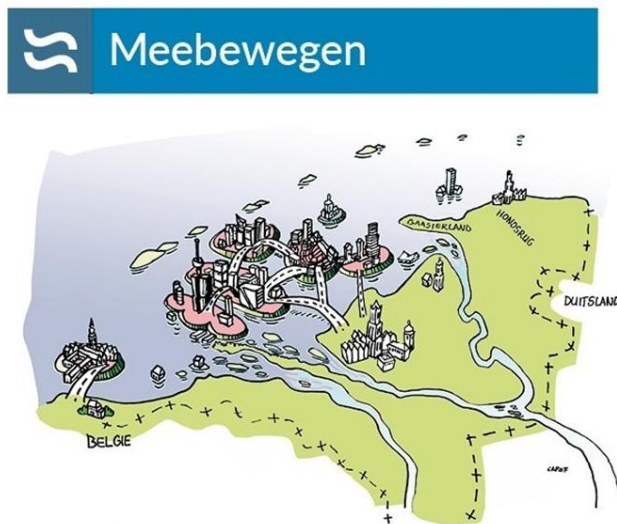 Meebewegen
GAASTERLAND
HONDSRUG
DUITSLAND
BELGIE